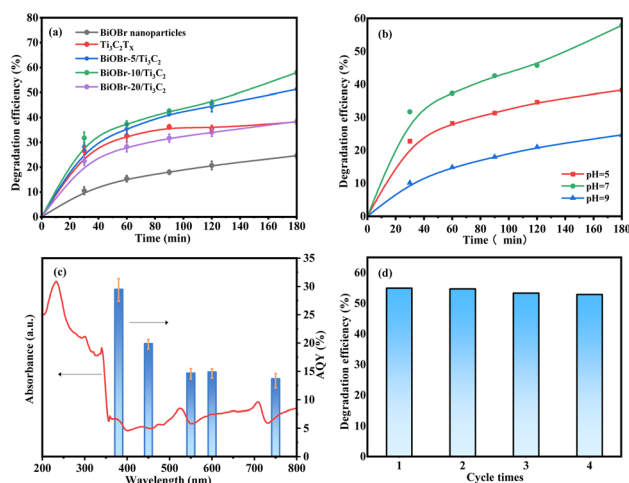 (a)
BiOBr nanoparticles
Ti3C2TX
BiOBr-5/Ti3C2
BiOBr-10/Ti3C2
BiOBr-20/Ti3C2
Degradation efficiency (%)
80
70
60
50
40
30
20
10
0
0 20 40 60 80 100 120 140 160 180
Time (min)
(b)
pH=5
pH=7
pH=9
Degradation efficiency (%)
60
50
40
30
20
10
0
0 20 40 60 80 100 120 140 160 180
Time ( min)
(c)
Absorbance (a.u.)
AQY (%)
35
30
25
20
15
10
5
0
200 300 400 500 600 700 800
Wavelength (nm)
(d)
Degradation efficiency (%)
60
50
40
30
20
10
0
1 2 3 4
Cycle times